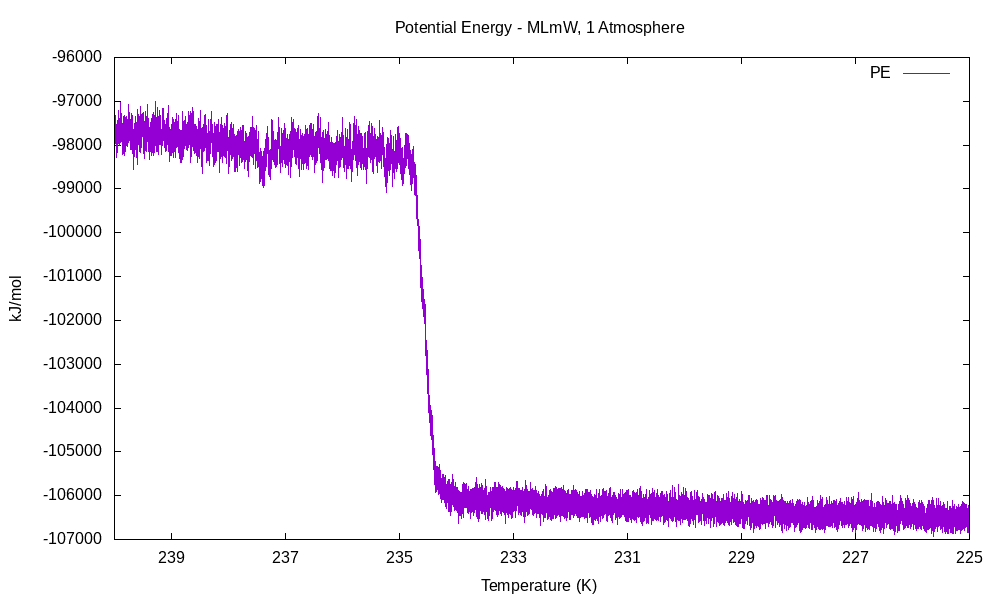 Potential Energy - MLmW, 1 Atmosphere
PE
-96000
-97000
-98000
-99000
-100000
-101000
-102000
-103000
-104000
-105000
-106000
-107000
kJ/mol
239 237 235 233 231 229 227 225
Temperature (K)